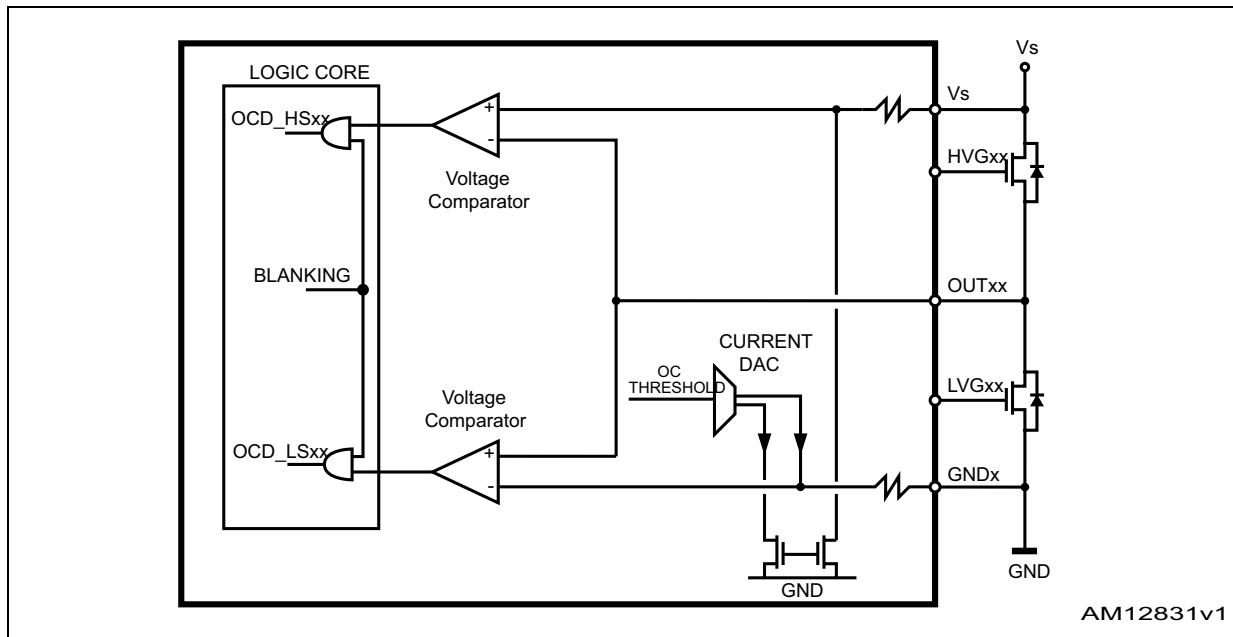 Vs
LOGIC CORE
Vs
OCD_HSxx
+
-
HVGxx
Voltage
Comparator
BLANKING
OUTxx
CURRENT
DAC
OC
THRESHOLD
LVGxx
Voltage
Comparator
OCD_LSxx
+
-
GNDx
GND
GND
AM12831v1